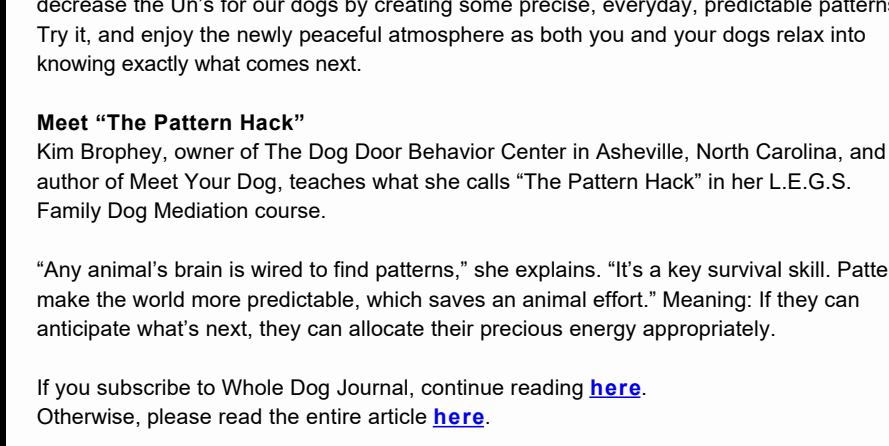 decrease the Un's for our dogs by creating some precise, everyday, predictable patterns
Try it, and enjoy the newly peaceful atmosphere as both you and your dogs relax into
knowing exactly what comes next.
Meet “The Pattern Hack”
Kim Brophey, owner of The Dog Door Behavior Center in Asheville, North Carolina, and
author of Meet Your Dog, teaches what she calls “The Pattern Hack” in her L.E.G.S.
Family Dog Mediation course.
“Any animal’s brain is wired to find patterns,” she explains. “It’s a key survival skill. Patte
make the world more predictable, which saves an animal effort.” Meaning: If they can
anticipate what’s next, they can allocate their precious energy appropriately.
If you subscribe to Whole Dog Journal, continue reading here.
Otherwise, please read the entire article here.